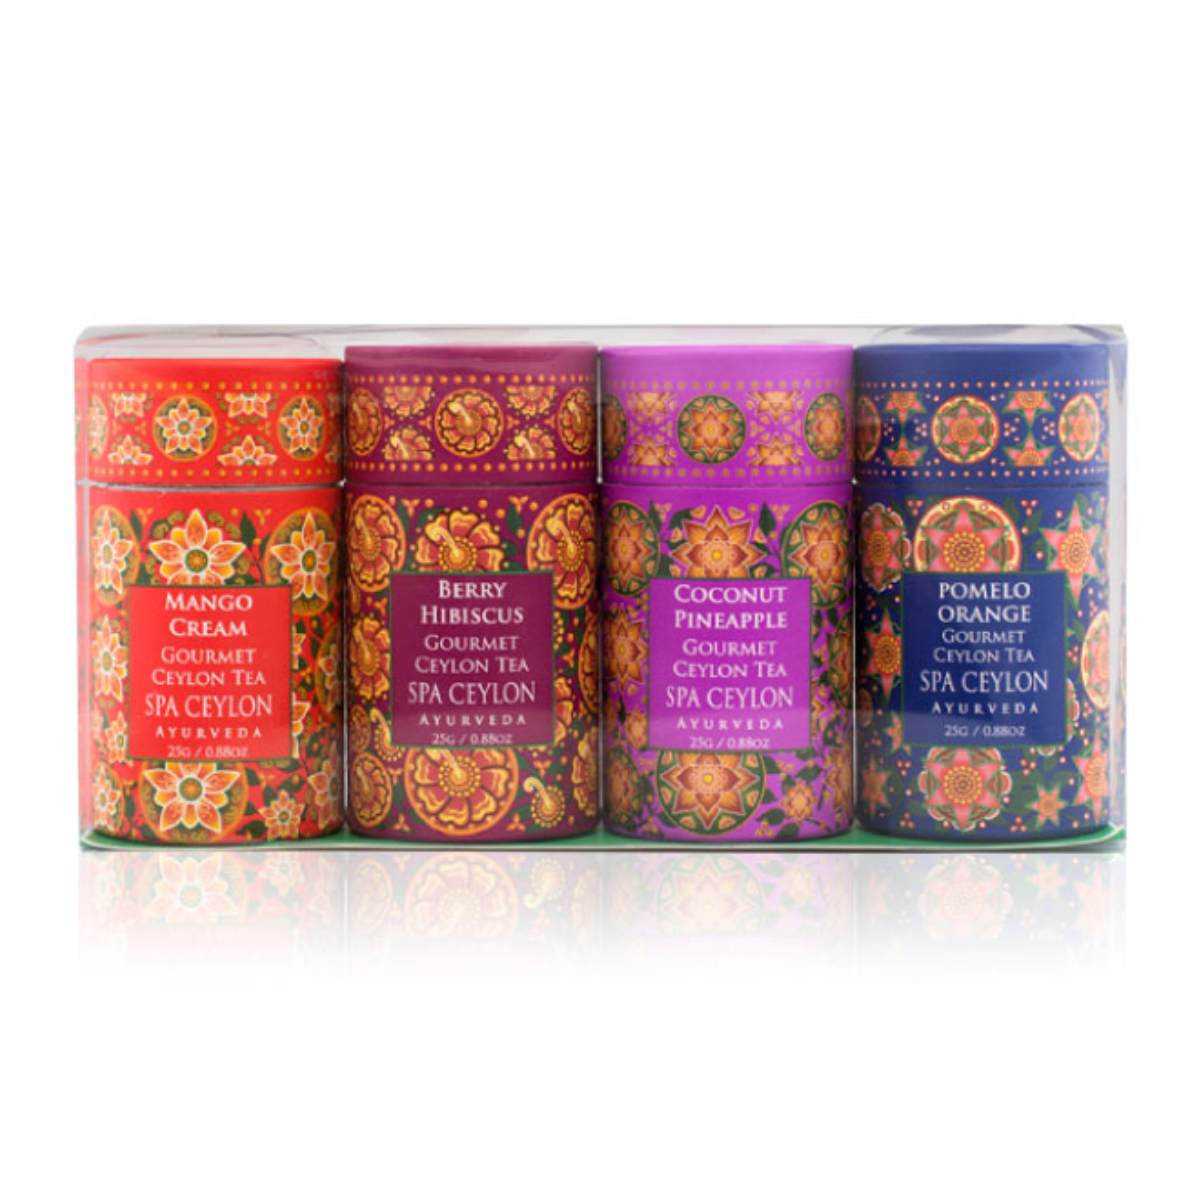 MANGO
CREAM
GOURMET
CEYLON TEA
SPA CEYLON
AYURVEDA
25G / 0.88OZ
BERRY
HIBISCUS
GOURMET
CEYLON TEA
SPA CEYLON
AYURVEDA
25G / 0.88OZ
COCONUT
PINEAPPLE
GOURMET
CEYLON TEA
SPA CEYLON
AYURVEDA
25G / 0.88OZ
POMELO
ORANGE
GOURMET
CEYLON TEA
SPA CEYLON
AYURVEDA
25G / 0.88OZ